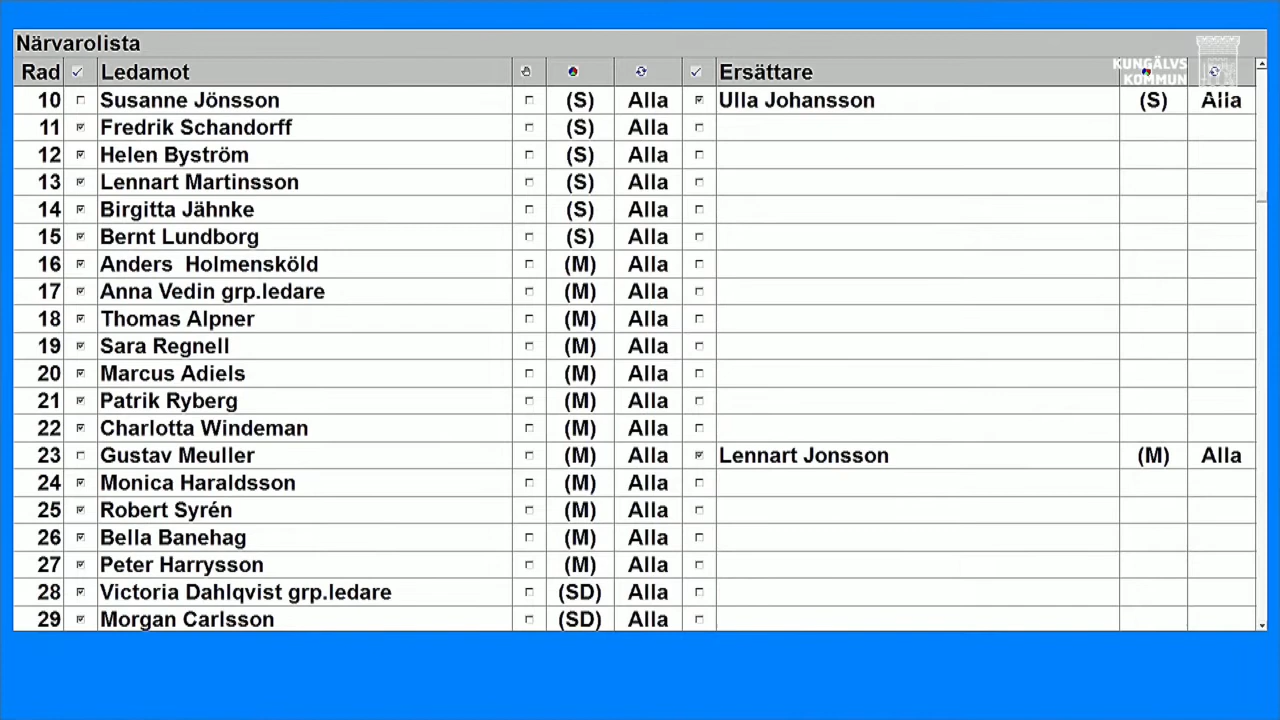 Närvarolista
Rad Ledamot Ersättare
KUNGÄLVS
KOMMUN
10 Susanne Jönsson (S) Alla Ulla Johansson (S) Alla
11 Fredrik Schandorff (S) Alla
12 Helen Byström (S) Alla
13 Lennart Martinsson (S) Alla
14 Birgitta Jähnke (S) Alla
15 Bernt Lundborg (S) Alla
16 Anders  Holmensköld (M) Alla
17 Anna Vedin grp.ledare (M) Alla
18 Thomas Alpner (M) Alla
19 Sara Regnell (M) Alla
20 Marcus Adiels (M) Alla
21 Patrik Ryberg (M) Alla
22 Charlotta Windeman (M) Alla
23 Gustav Meuller (M) Alla Lennart Jonsson (M) Alla
24 Monica Haraldsson (M) Alla
25 Robert Syrén (M) Alla
26 Bella Banehag (M) Alla
27 Peter Harrysson (M) Alla
28 Victoria Dahlqvist grp.ledare (SD) Alla
29 Morgan Carlsson (SD) Alla